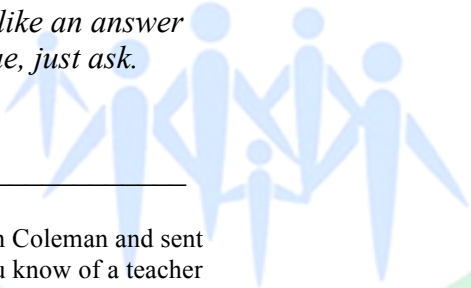 like an answer
just ask.
Coleman and sent
know of a teacher